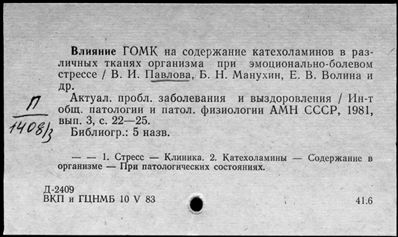 Влияние ГОМК на содержание катехоламинов в раз-
личных тканях организма при эмоционально-болевом
стрессе / В. И. Павлова, Б. Н. Манухин, Е. В. Волина и
др.
Актуал. пробл. заболевания и выздоровления / Ин-т
общ. патологии и патол. физиологии АМН СССР, 1981,
вып. 3, с. 22—25.
Библиогр.: 5 назв.
П
1408/3
— — 1. Стресс — Клиника. 2. Катехоламины — Содержание в
организме — При патологических состояниях.
Д-2409
ВКП и ГЦНМБ 10 V 83 41.6